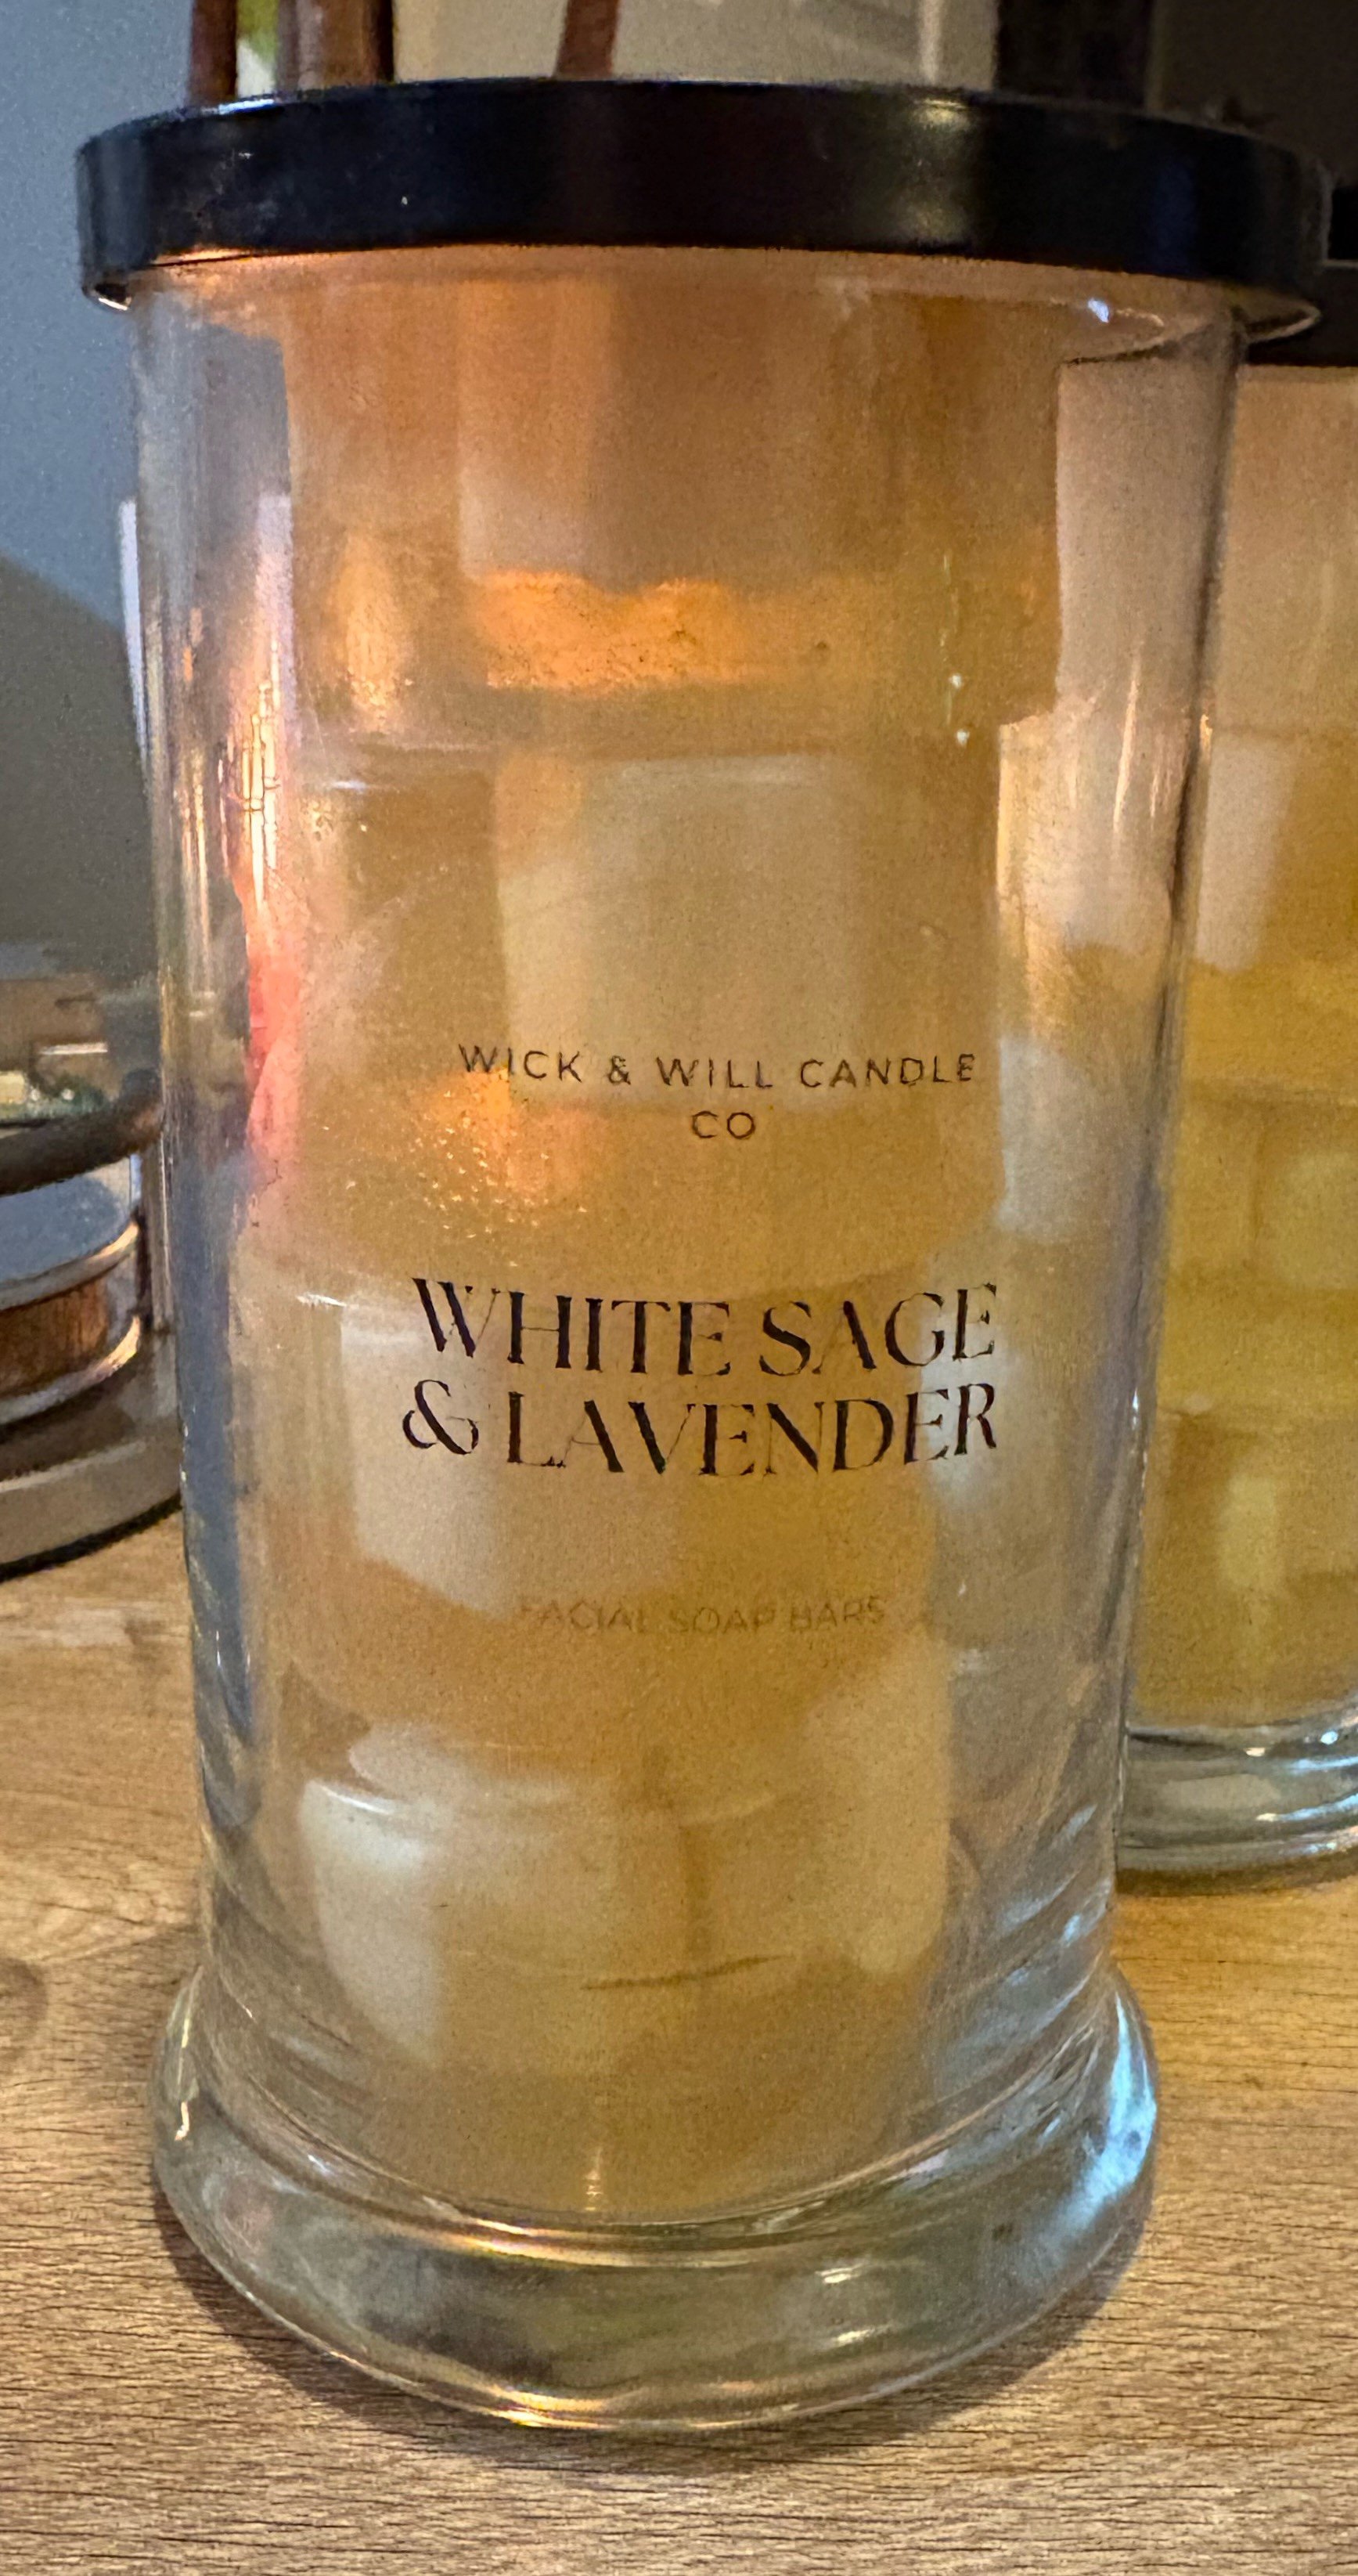 WICK & WILL CANDLE
CO
WHITE SAGE
& LAVENDER
FACIAL SOAP BARS